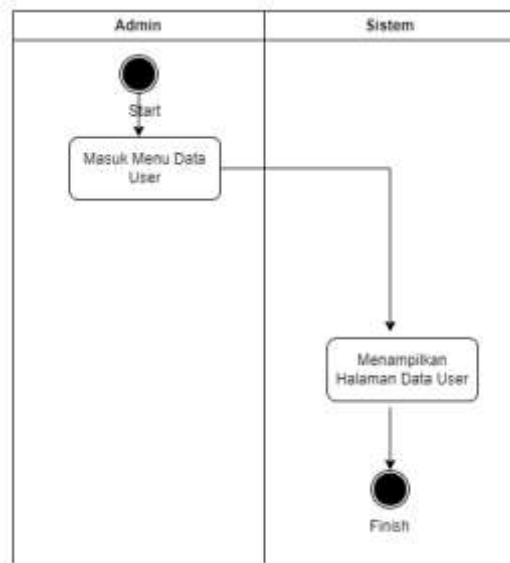 Admin
Sistem
Start
Masuk Menu Data
User
Menampilkan
Halaman Data User
Finish